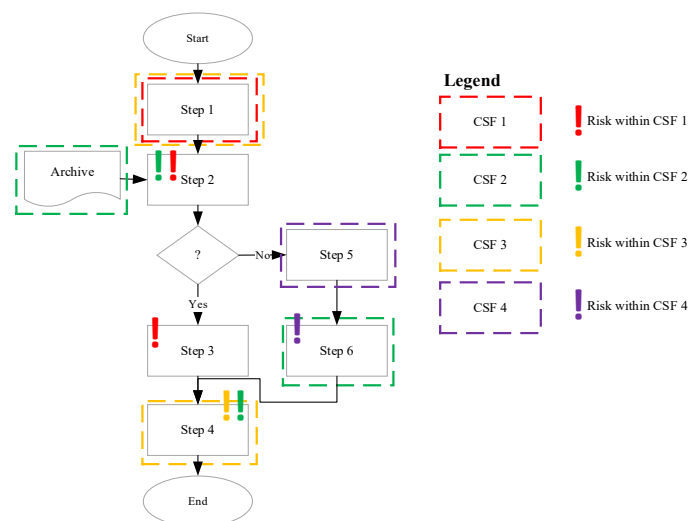 Start
Legend
Step 1
CSF 1
Risk within CSF 1
Archive
Step 2
CSF 2
Risk within CSF 2
?
No
Step 5
CSF 3
Risk within CSF 3
Yes
CSF 4
Risk within CSF 4
Step 3
Step 6
Step 4
End